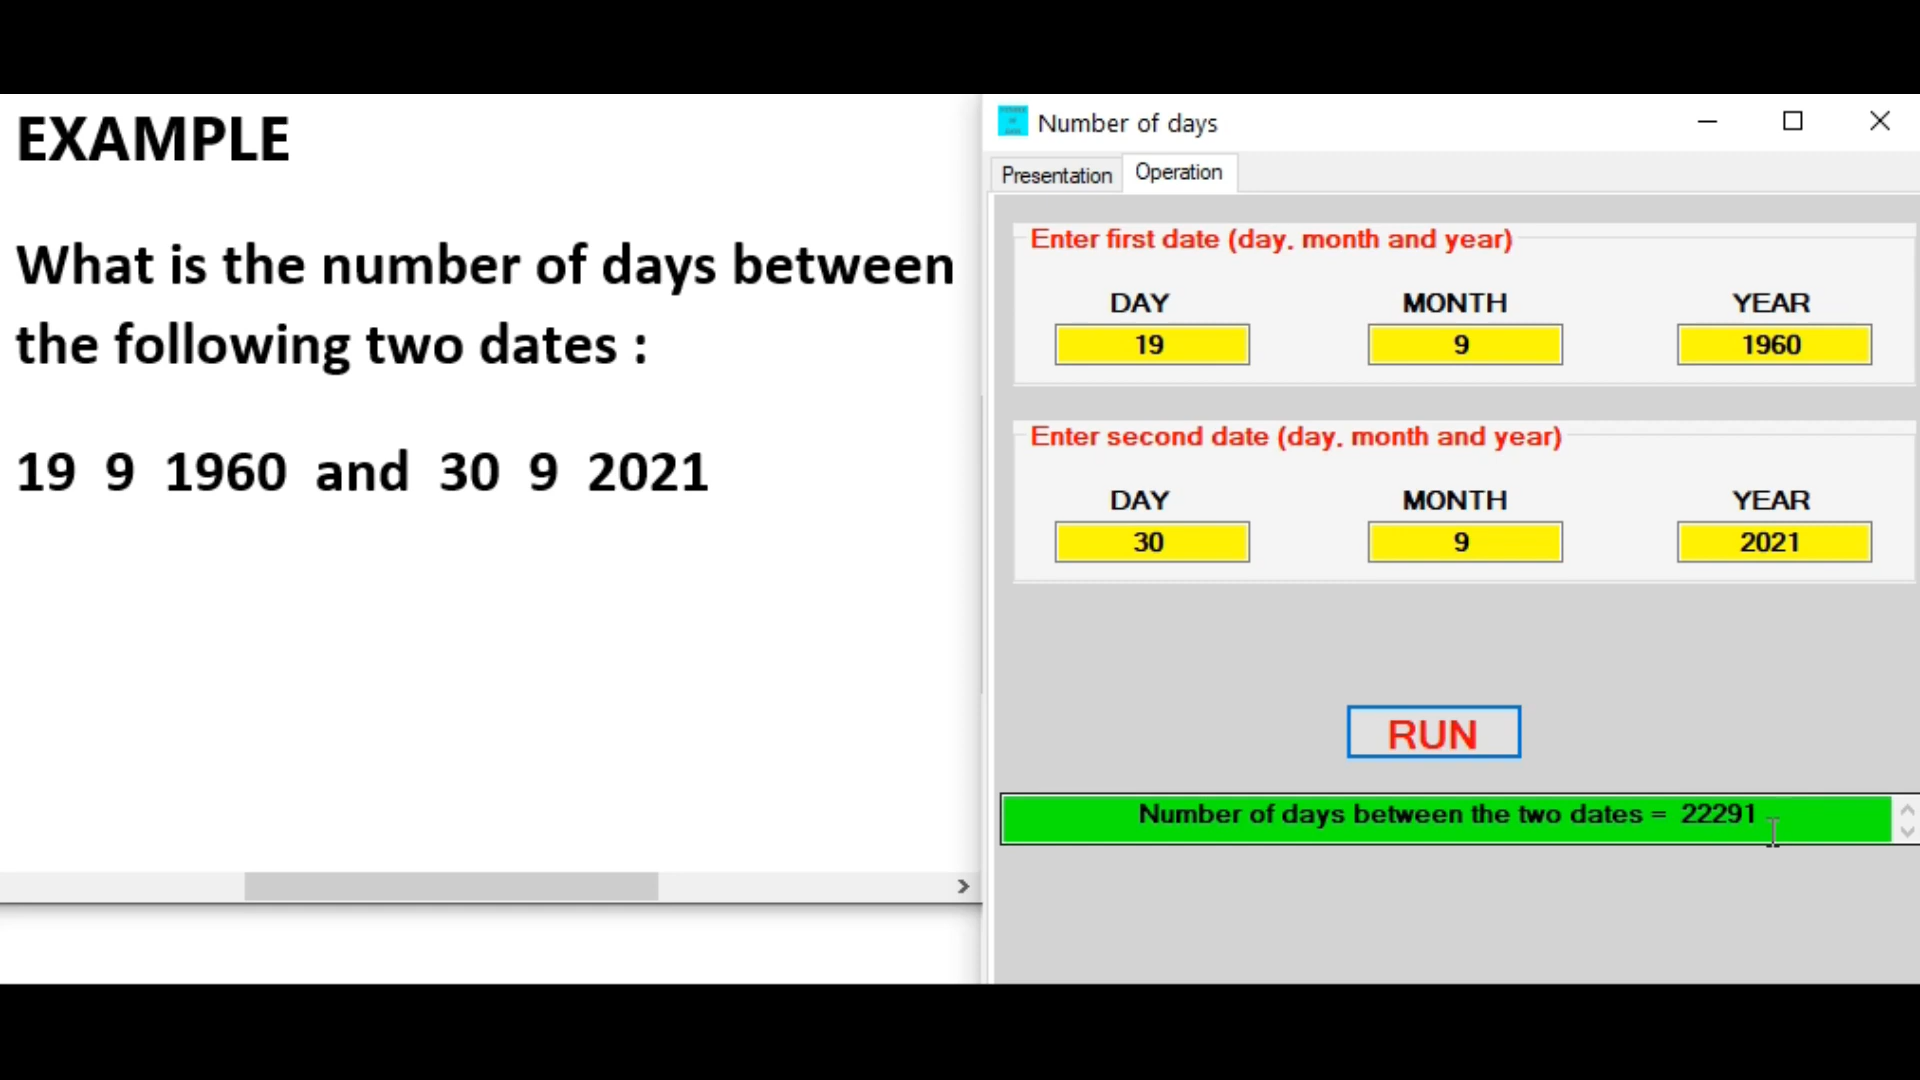 EXAMPLE
What is the number of days between
the following two dates :
19 9 1960 and 30 9 2021
Number of days
Presentation Operation
Enter first date (day, month and year)
DAY MONTH YEAR
19 9 1960
Enter second date (day, month and year)
DAY MONTH YEAR
30 9 2021
RUN
Number of days between the two dates = 22291